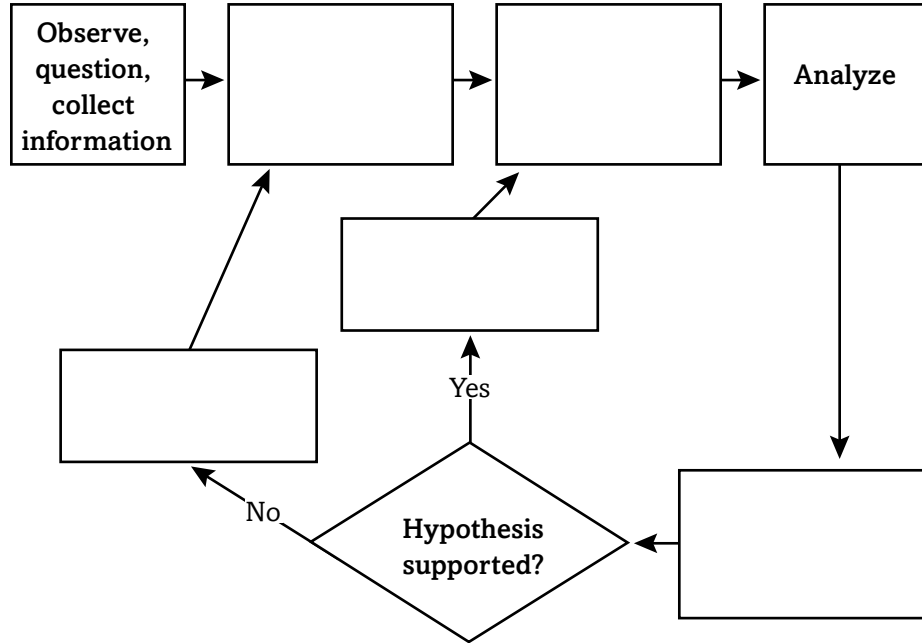 Observe,
question,
collect
information
Analyze
Yes
No
Hypothesis
supported?